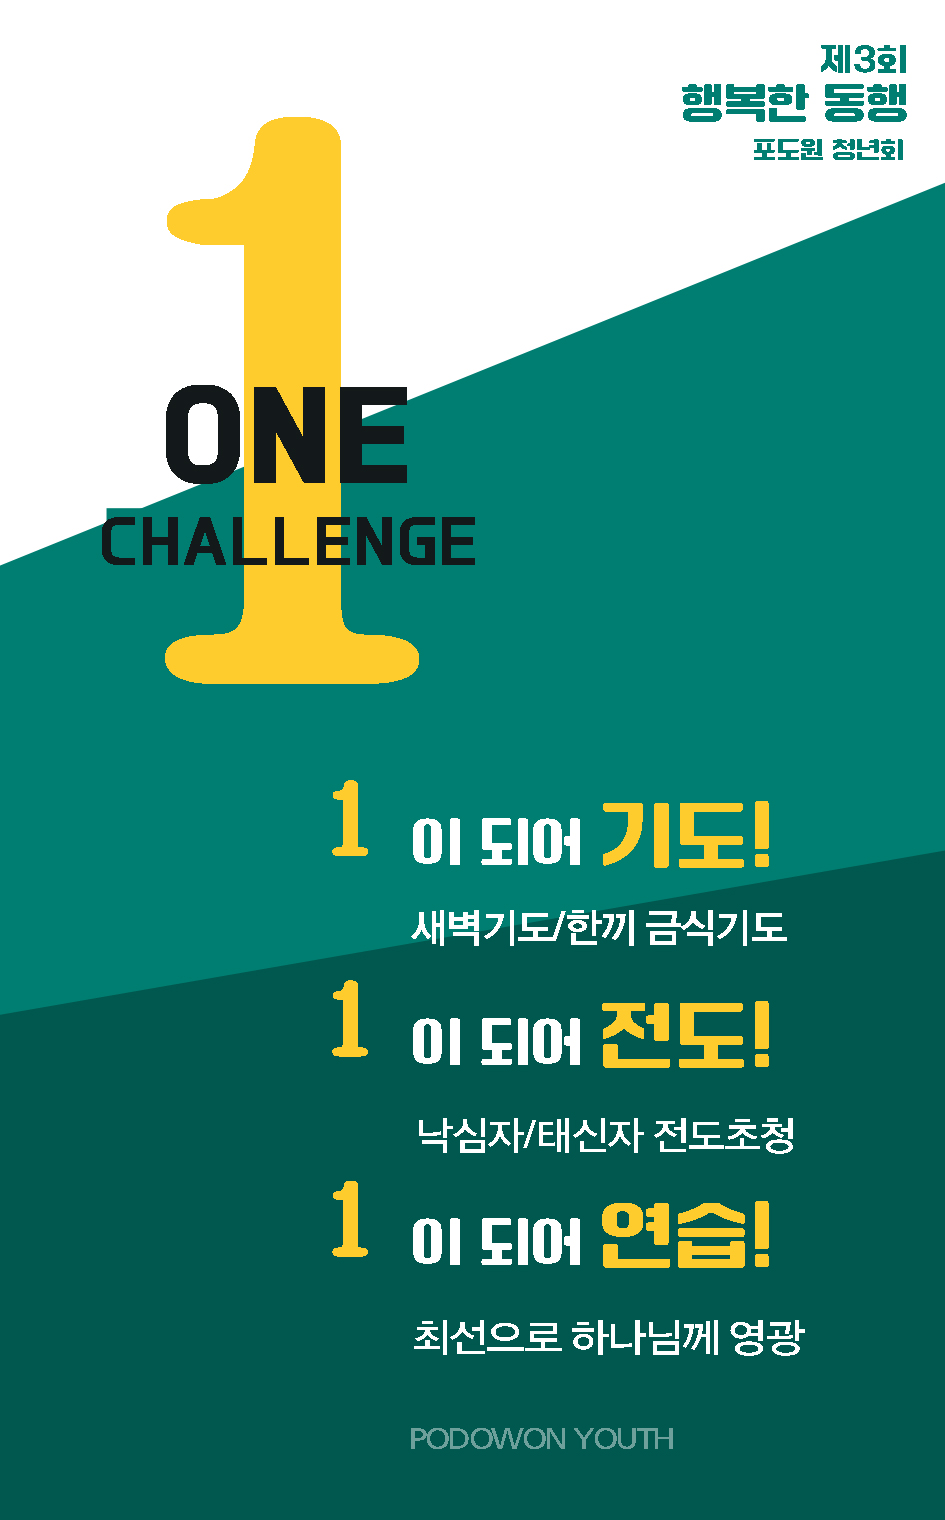 제3회
행복한 동행
포도원 청년회
1
ONE
CHALLENGE
1 이 되어 기도!
새벽기도/한끼 금식기도
1 이 되어 전도!
낙심자/태신자 전도초청
1 이 되어 연습!
최선으로 하나님께 영광
PODOWON YOUTH